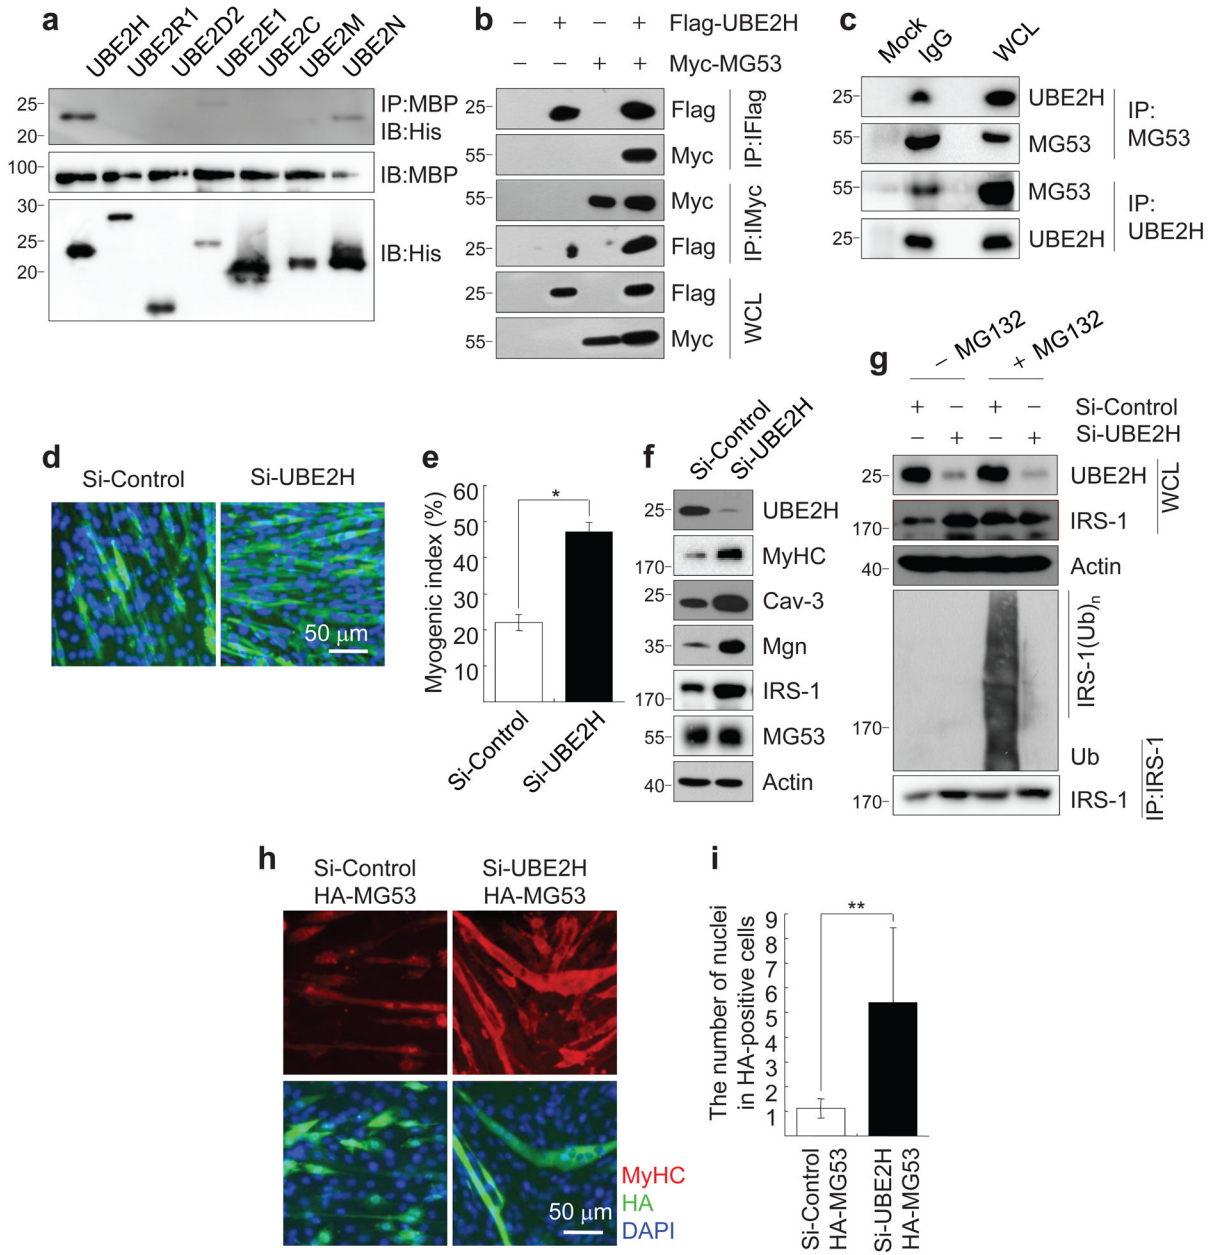 a
UBE2H
UBE2R1
UBE2D2
UBE2E1
UBE2C
UBE2M
UBE2N
25
20
IP:MBP
IB:His
100
IB:MBP
30
25
20
IB:His
b
− + − + Flag-UBE2H
− − + + Myc-MG53
25 Flag
55 Myc
IP:IFlag
55 Myc
25 Flag
IP:IMyc
25 Flag
55 Myc
WCL
c
Mock
IgG
WCL
25 UBE2H
55 MG53
IP:
MG53
55 MG53
25 UBE2H
IP:
UBE2H
d
Si-Control
Si-UBE2H
50 μm
e
Myogenic index (%)
60
50
40
30
20
10
*
Si-Control
Si-UBE2H
f
Si-Control
Si-UBE2H
25 UBE2H
170 MyHC
25 Cav-3
35 Mgn
170 IRS-1
55 MG53
40 Actin
g
− MG132
+ MG132
+ − + − Si-Control
− + − + Si-UBE2H
25 UBE2H
170 IRS-1
WCL
40 Actin
IRS-1(Ub)n
170
Ub
170 IRS-1
IP:IRS-1
h
Si-Control
HA-MG53
Si-UBE2H
HA-MG53
50 μm
MyHC
HA
DAPI
i
The number of nuclei
in HA-positive cells
9
8
7
6
5
4
3
2
1
**
Si-Control
HA-MG53
Si-UBE2H
HA-MG53